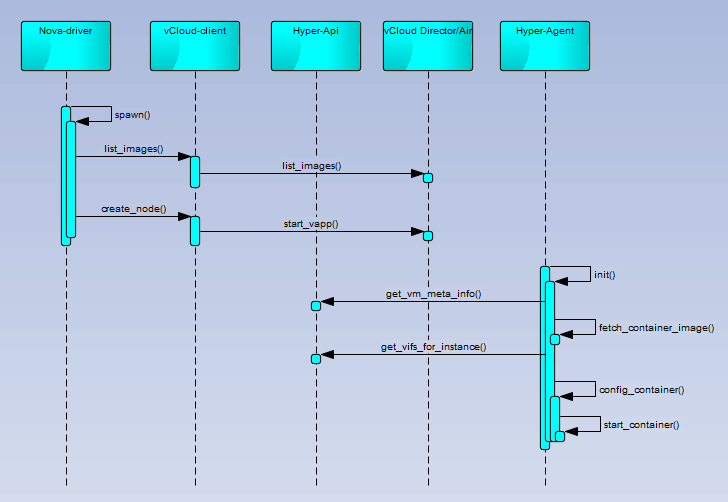 Nova-driver
vCloud-client
Hyper-Api
vCloud Director/Air
Hyper-Agent
spawn()
list_images()
list_images()
create_node()
start_vapp()
init()
get_vm_meta_info()
fetch_container_image()
get_vifs_for_instance()
config_container()
start_container()